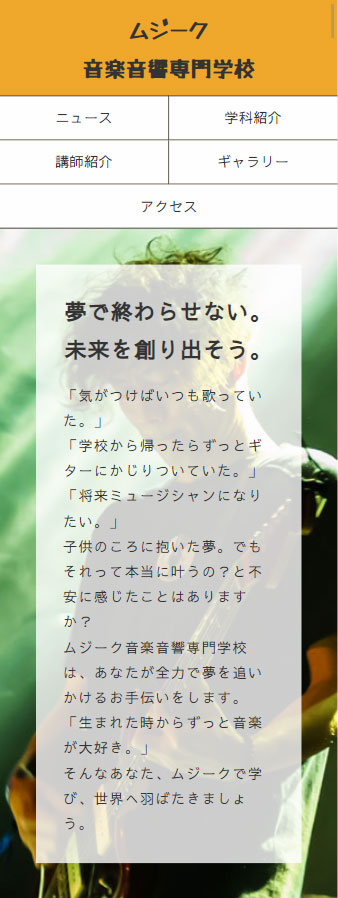 ムジーク
音楽音響専門学校
ニュース
学科紹介
講師紹介
ギャラリー
アクセス
夢で終わらせない。
未来を創り出そう。
「気がつけばいつも歌ってい
た。」
「学校から帰ったらずっとギ
ターにかじりついていた。」
「将来ミュージシャンになり
たい。」
子供のころに抱いた夢。でも
それって本当に叶うの？と不
安に感じたことはあります
か？
ムジーク音楽音響専門学校
は、あなたが全力で夢を追い
かけるお手伝いをします。
「生まれた時からずっと音楽
が大好き。」
そんなあなた、ムジークで学
び、世界へ羽ばたきましょ
う。